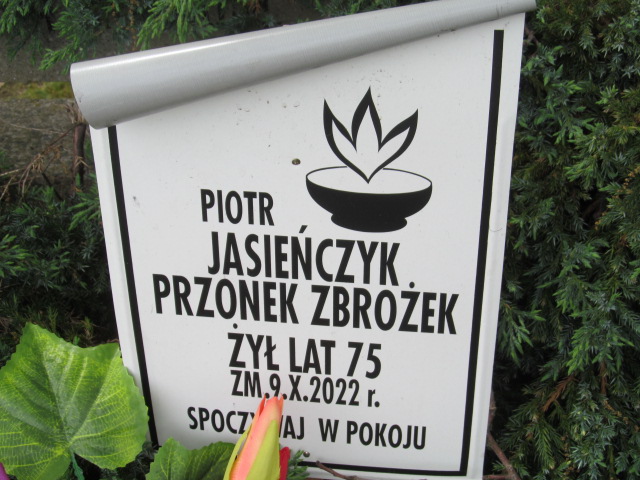 PIOTR
JASIEŃCZYK
PRZONEK ZBROŻEK
ŻYŁ LAT 75
ZM.9.X.2022 r.
SPOCZYWAJ W POKOJU